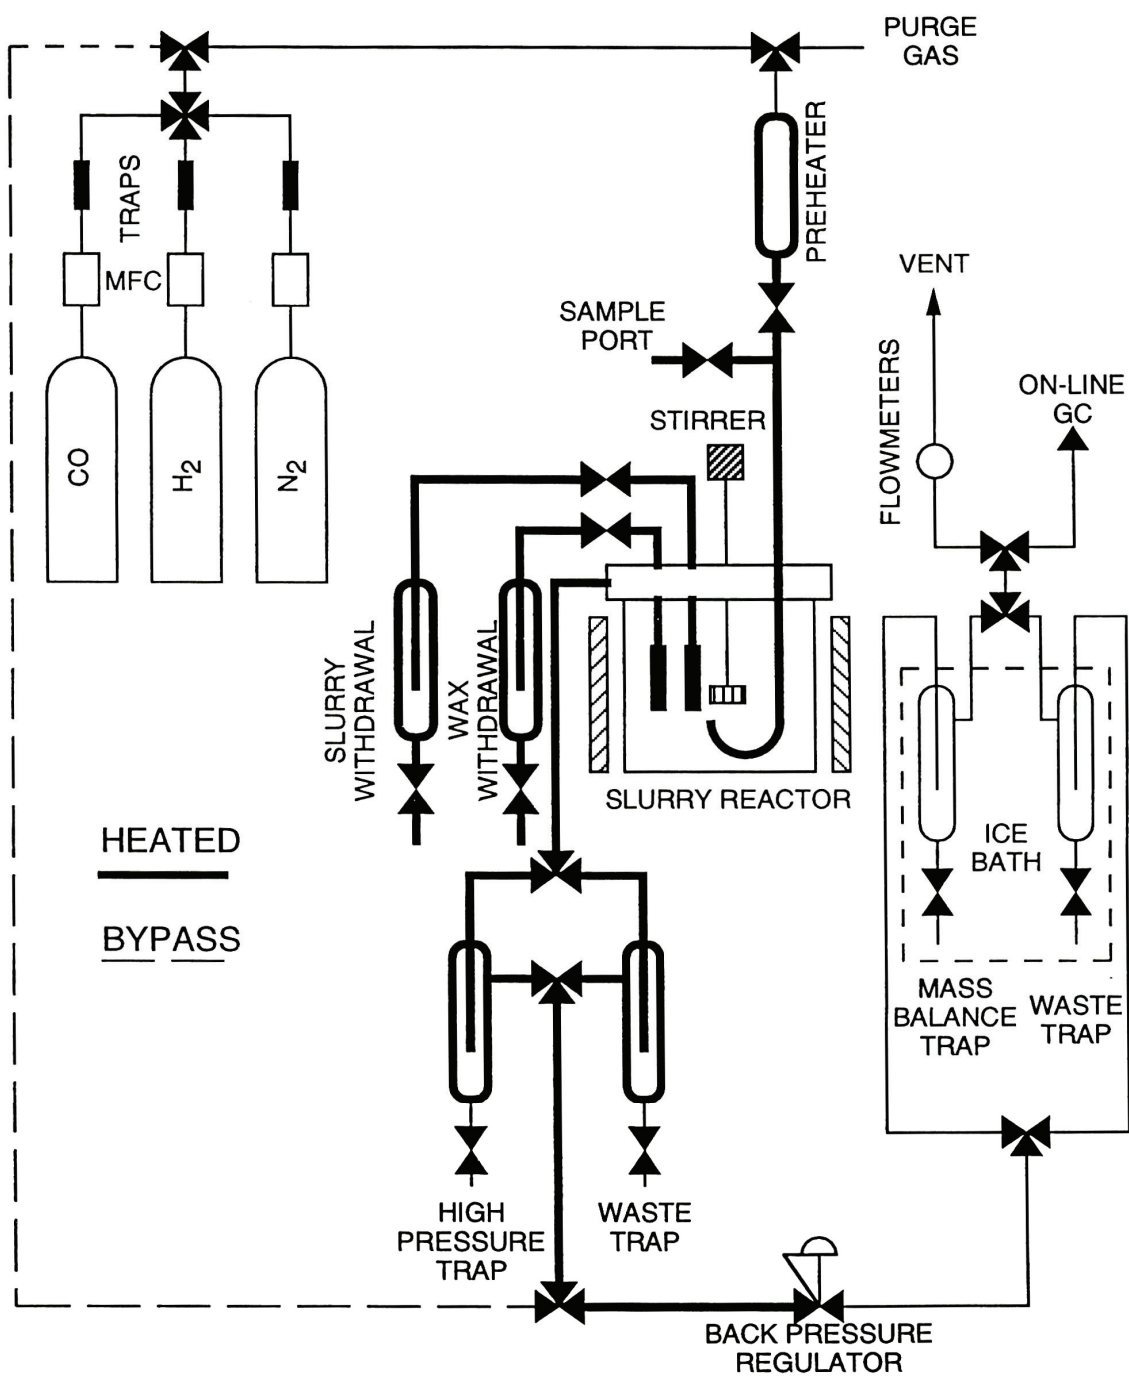 PURGE
GAS
TRAPS
PREHEATER
MFC
VENT
SAMPLE
PORT
FLOWMETERS
ON-LINE
GC
STIRRER
CO
H2
N2
SLURRY
WITHDRAWAL
WAX
WITHDRAWAL
SLURRY REACTOR
HEATED
ICE
BATH
BYPASS
MASS
BALANCE
TRAP
WASTE
TRAP
HIGH
PRESSURE
TRAP
WASTE
TRAP
BACK PRESSURE
REGULATOR